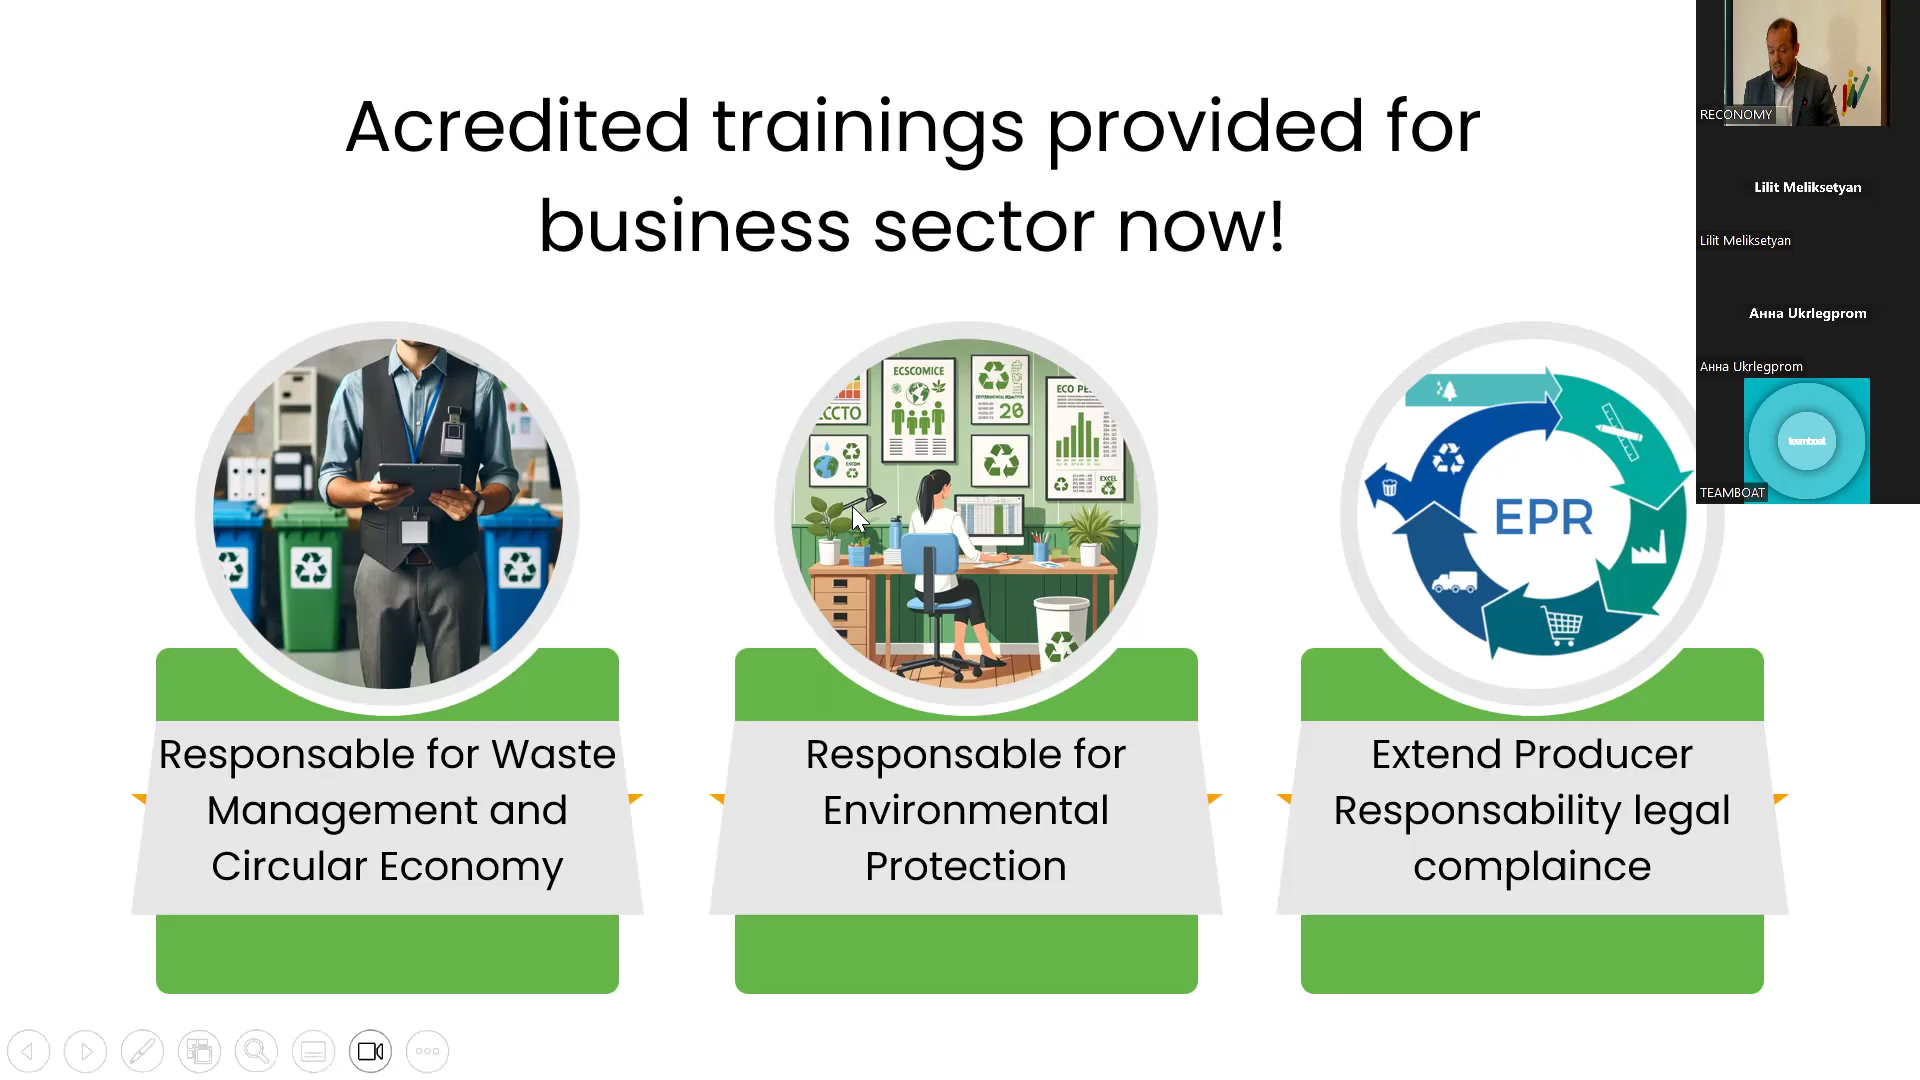 Acredited trainings provided for
business sector now!
ECSCOMICE
CCTO
26
ECO PE
EXCEL
EPR
Responsable for Waste
Management and
Circular Economy
Responsable for
Environmental
Protection
Extend Producer
Responsability legal
complaince
RECONOMY
Lilit Meliksetyan
Lilit Meliksetyan
Анна Ukrlegprom
Анна Ukrlegprom
teamboat
TEAMBOAT